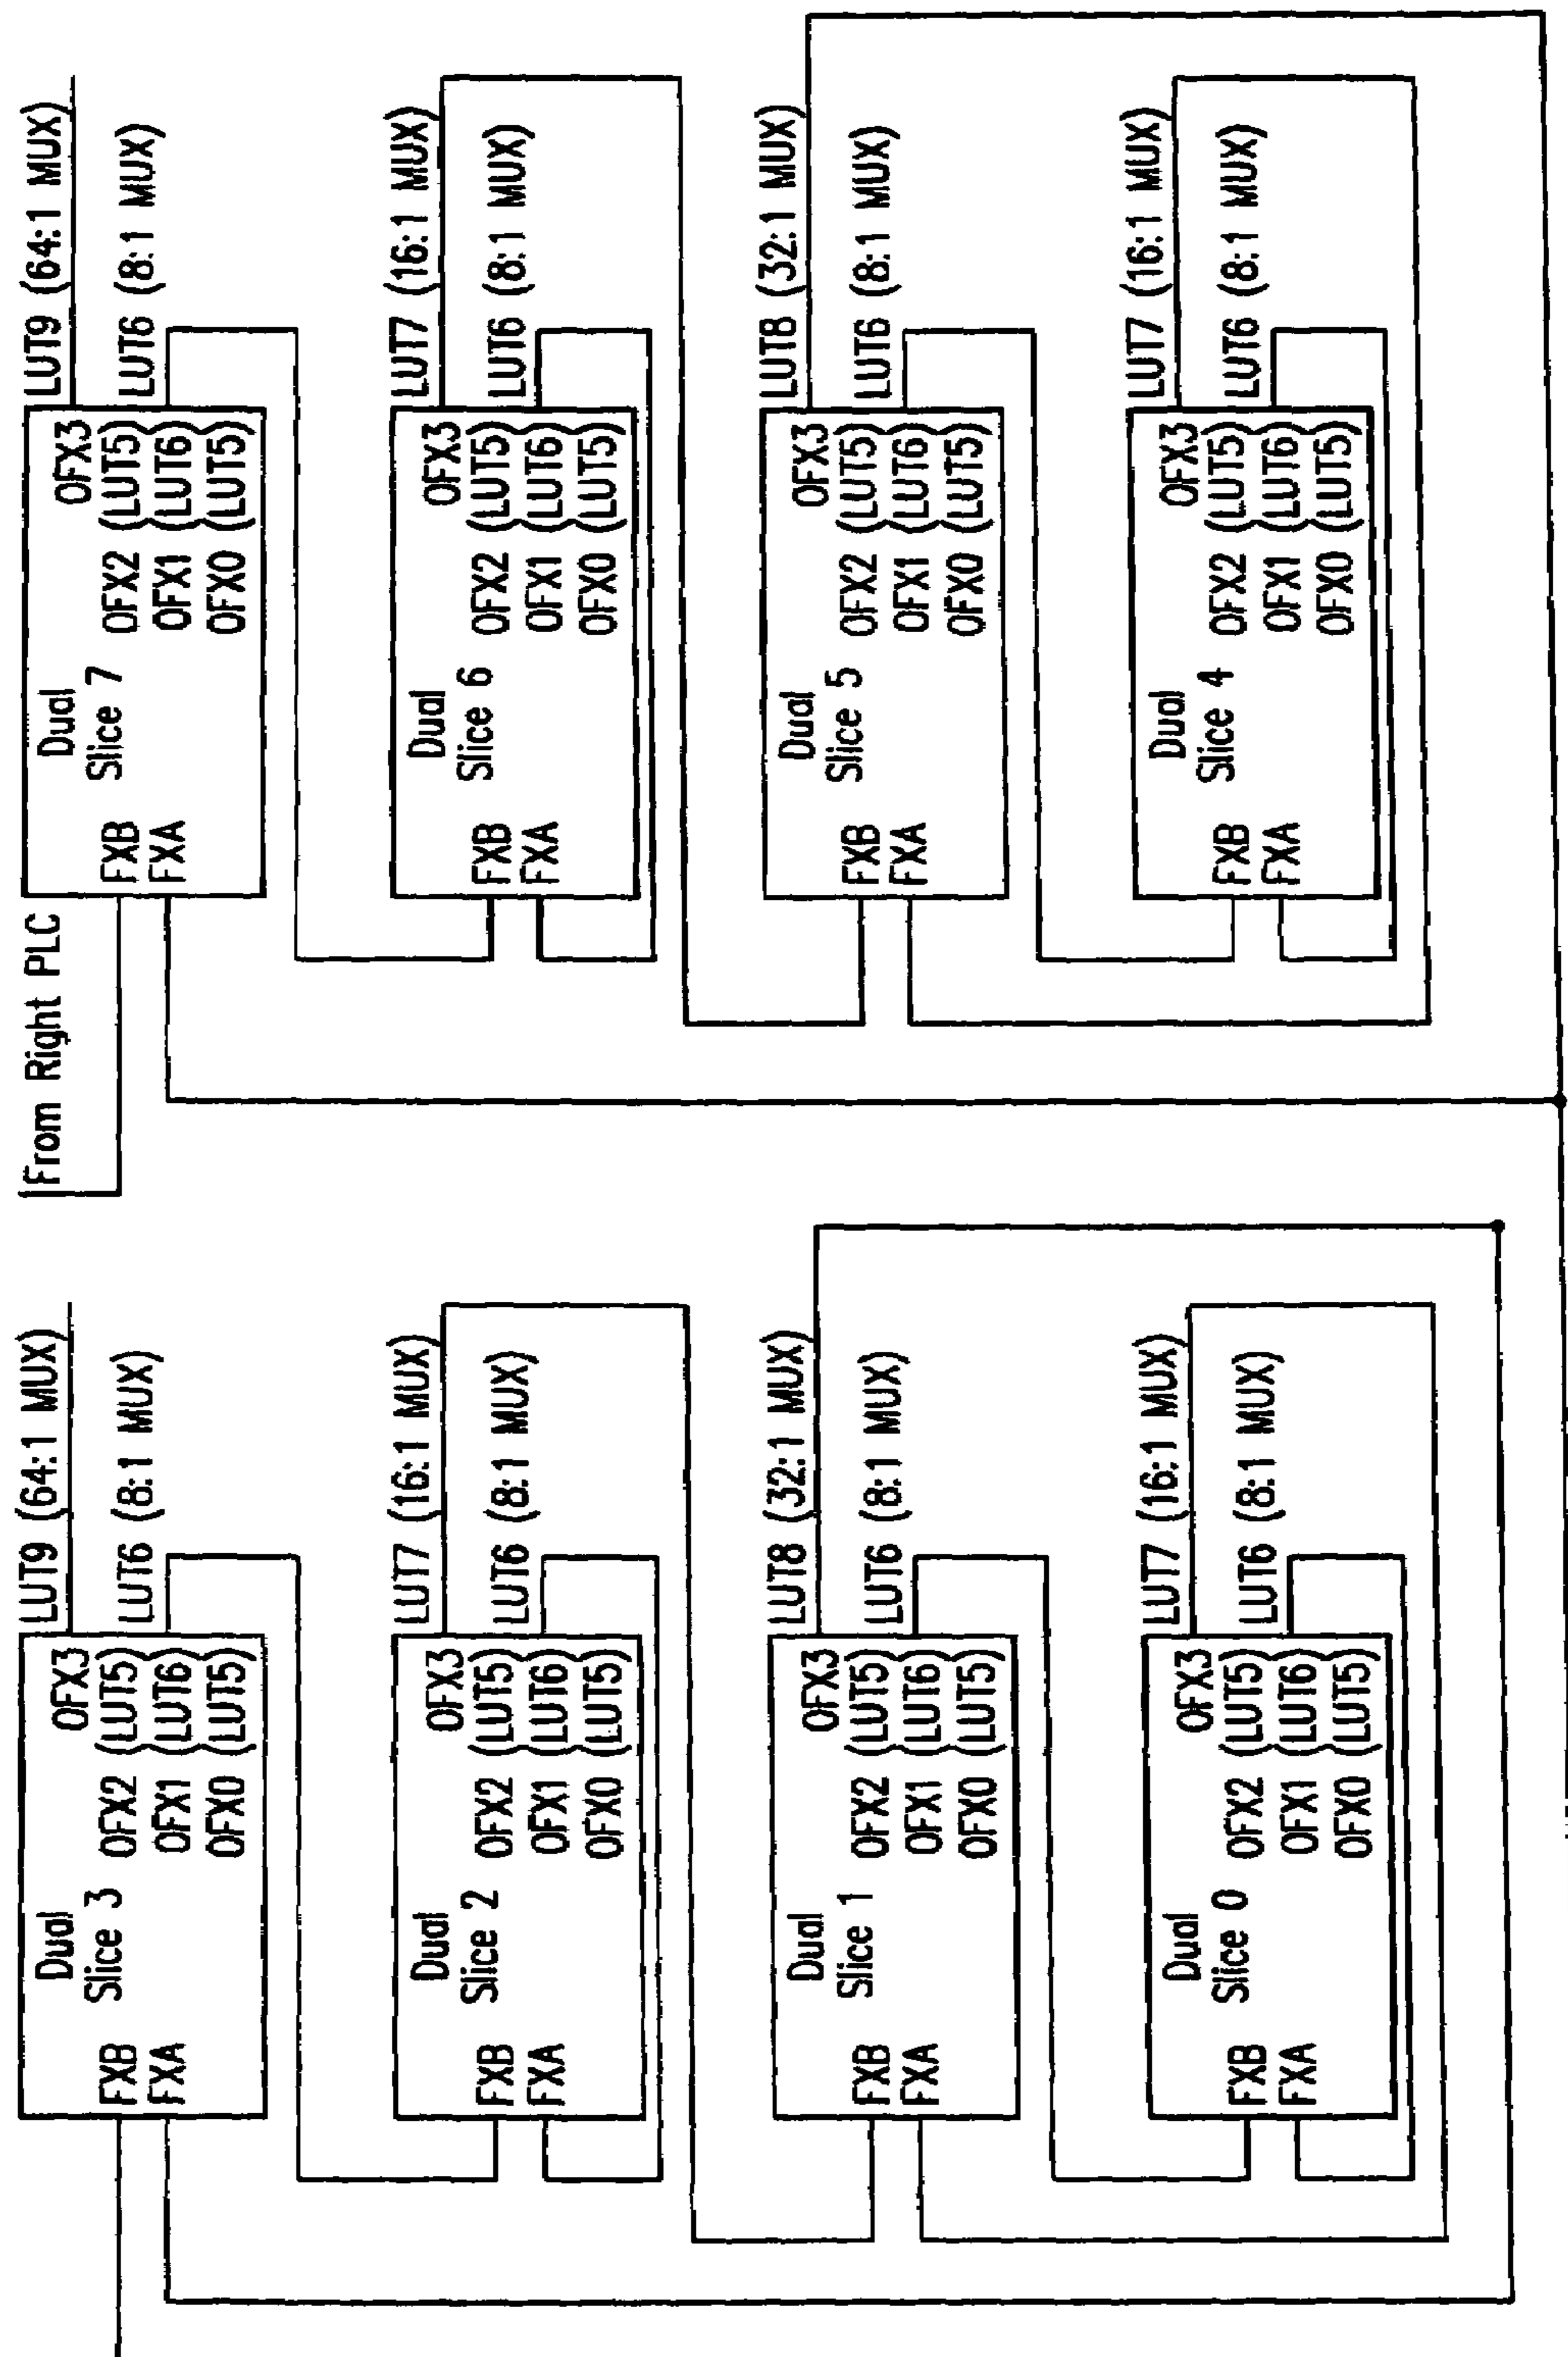 LUT9 (64:1 MUX)
Dual
Slice 3
OFX3
FXB
FXA
OFX2 (LUT5)
OFX1 (LUT6)
OFX0 (LUT5)
LUT6 (8:1 MUX)
LUT7 (16:1 MUX)
Dual
Slice 2
OFX3
FXB
FXA
OFX2 (LUT5)
OFX1 (LUT6)
OFX0 (LUT5)
LUT6 (8:1 MUX)
LUT8 (32:1 MUX)
Dual
Slice 1
OFX3
FXB
FXA
OFX2 (LUT5)
OFX1 (LUT6)
OFX0 (LUT5)
LUT6 (8:1 MUX)
LUT7 (16:1 MUX)
Dual
Slice 0
OFX3
FXB
FXA
OFX2 (LUT5)
OFX1 (LUT6)
OFX0 (LUT5)
LUT6 (8:1 MUX)
From Right PLC
LUT9 (64:1 MUX)
Dual
Slice 7
OFX3
FXB
FXA
OFX2 (LUT5)
OFX1 (LUT6)
OFX0 (LUT5)
LUT6 (8:1 MUX)
LUT7 (16:1 MUX)
Dual
Slice 6
OFX3
FXB
FXA
OFX2 (LUT5)
OFX1 (LUT6)
OFX0 (LUT5)
LUT6 (8:1 MUX)
LUT8 (32:1 MUX)
Dual
Slice 5
OFX3
FXB
FXA
OFX2 (LUT5)
OFX1 (LUT6)
OFX0 (LUT5)
LUT6 (8:1 MUX)
LUT7 (16:1 MUX)
Dual
Slice 4
OFX3
FXB
FXA
OFX2 (LUT5)
OFX1 (LUT6)
OFX0 (LUT5)
LUT6 (8:1 MUX)